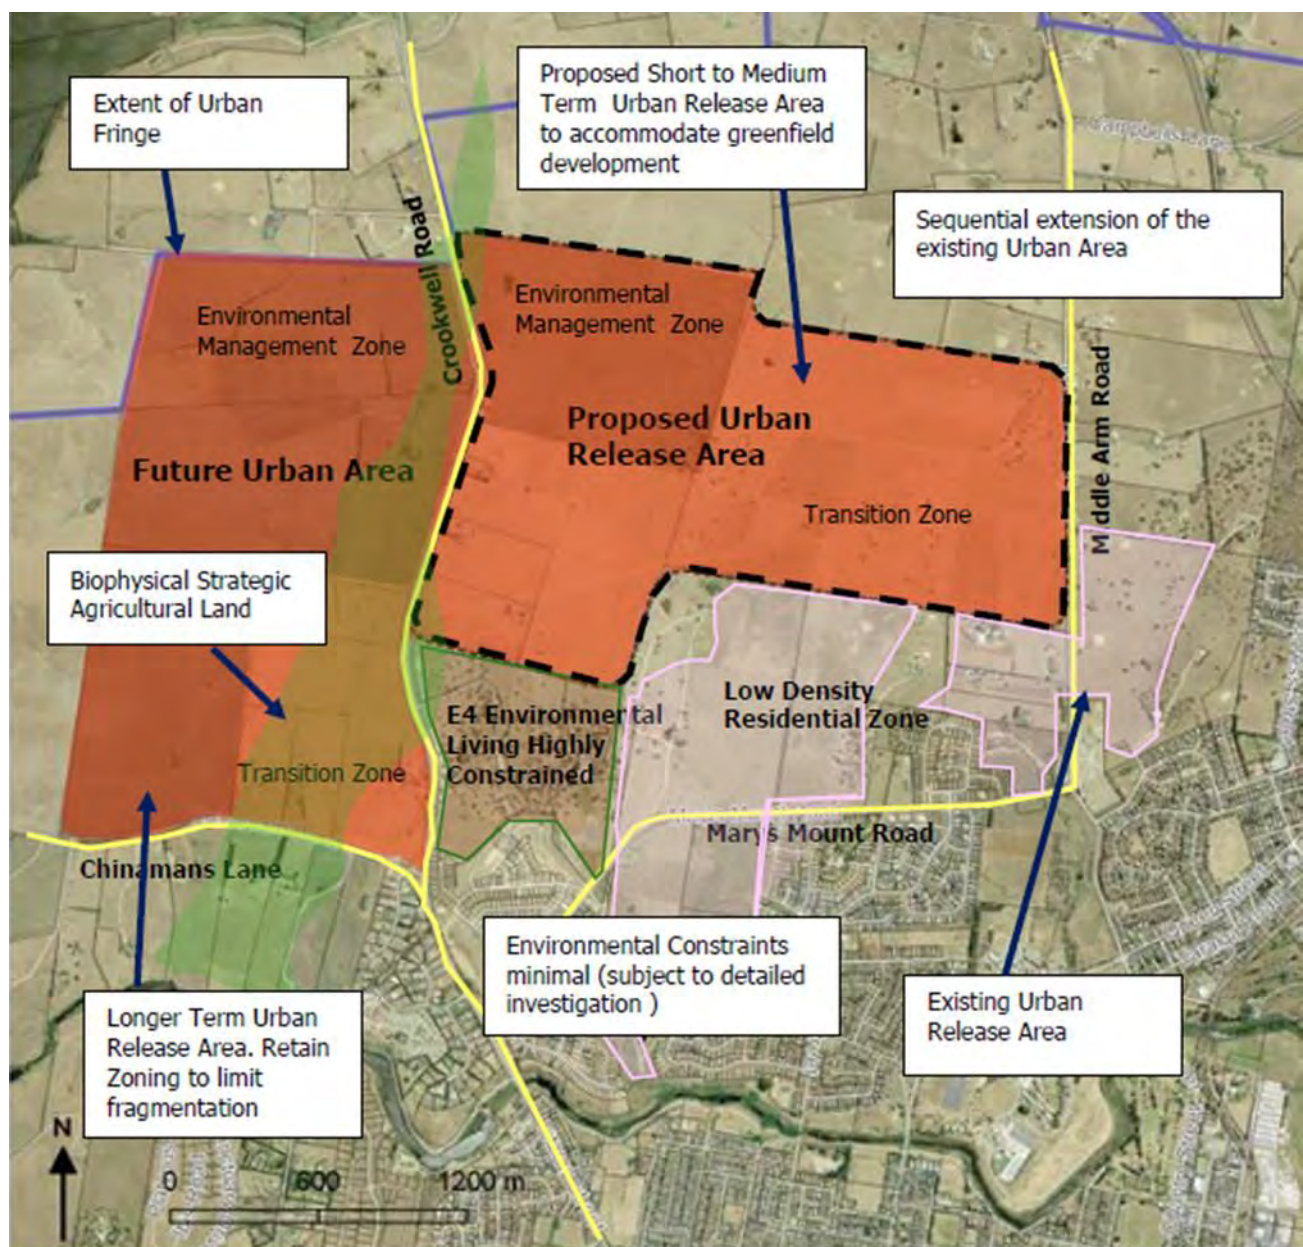 Extent of Urban
Fringe
Proposed Short to Medium
Term Urban Release Area
to accommodate greenfield
development
Sequential extension of the
existing Urban Area
Crookwell Road
Environmental
Management Zone
Environmental
Management Zone
Proposed Urban
Release Area
Future Urban Area
Transition Zone
M ddle Arm Road
Biophysical Strategic
Agricultural Land
Low Density
Residential Zone
E4 Environmental
Living Highly
Constrained
Transition Zone
Marys Mount Road
Chinamans Lane
Environmental Constraints
minimal (subject to detailed
investigation )
Existing Urban
Release Area
Longer Term Urban
Release Area. Retain
Zoning to limit
fragmentation
N
0 600 1200 m